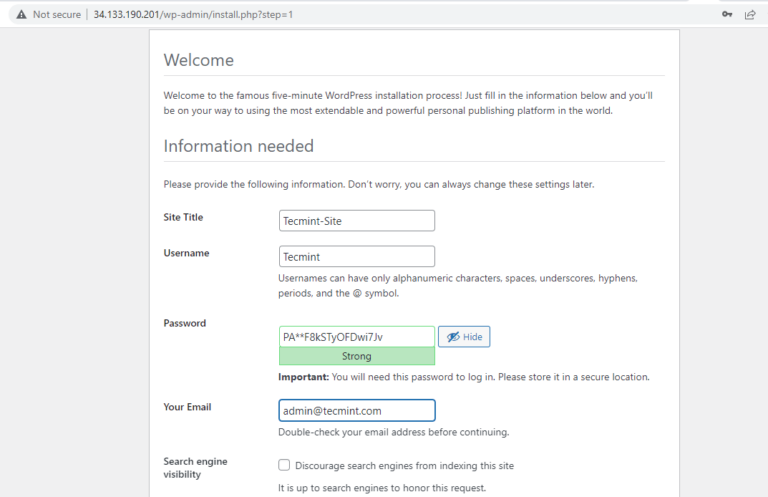 Not secure | 34.133.190.201/wp-admin/install.php?step=1
Welcome
Welcome to the famous five-minute WordPress installation process! Just fill in the information below and you'll
be on your way to using the most extendable and powerful personal publishing platform in the world.
Information needed
Please provide the following information. Don't worry, you can always change these settings later.
Site Title
Tecmint-Site
Username
Tecmint
Usernames can have only alphanumeric characters, spaces, underscores, hyphens,
periods, and the @ symbol.
Password
PA**F8kSTyOFDwi7Jv
Hide
Strong
Important: You will need this password to log in. Please store it in a secure location.
Your Email
admin@tecmint.com
Double-check your email address before continuing.
Search engine
visibility
Discourage search engines from indexing this site
It is up to search engines to honor this request.